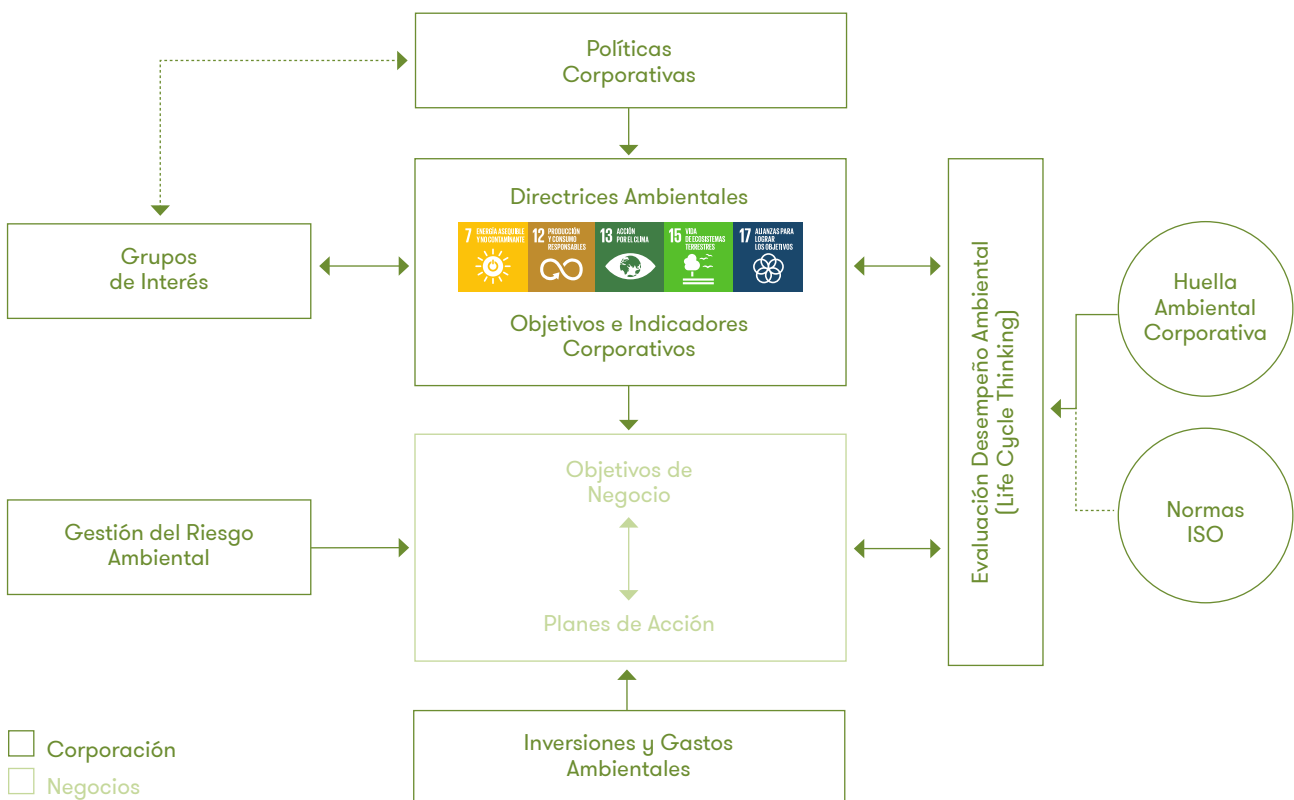 Políticas
Corporativas
Directrices Ambientales
7 ENERGÍA ASEQUIBLE
Y NO CONTAMINANTE
12 PRODUCCIÓN
Y CONSUMO
RESPONSABLES
13 ACCIÓN
POR EL CLIMA
15 VIDA
DE ECOSISTEMAS
TERRESTRES
17 ALIANZAS PARA
LOGRAR
LOS OBJETIVOS
Objetivos e Indicadores
Corporativos
Grupos
de Interés
Evaluación Desempeño Ambiental
(Life Cycle Thinking)
Huella
Ambiental
Corporativa
Normas
ISO
Objetivos de
Negocio
Planes de Acción
Gestión del Riesgo
Ambiental
Inversiones y Gastos
Ambientales
Corporación
Negocios